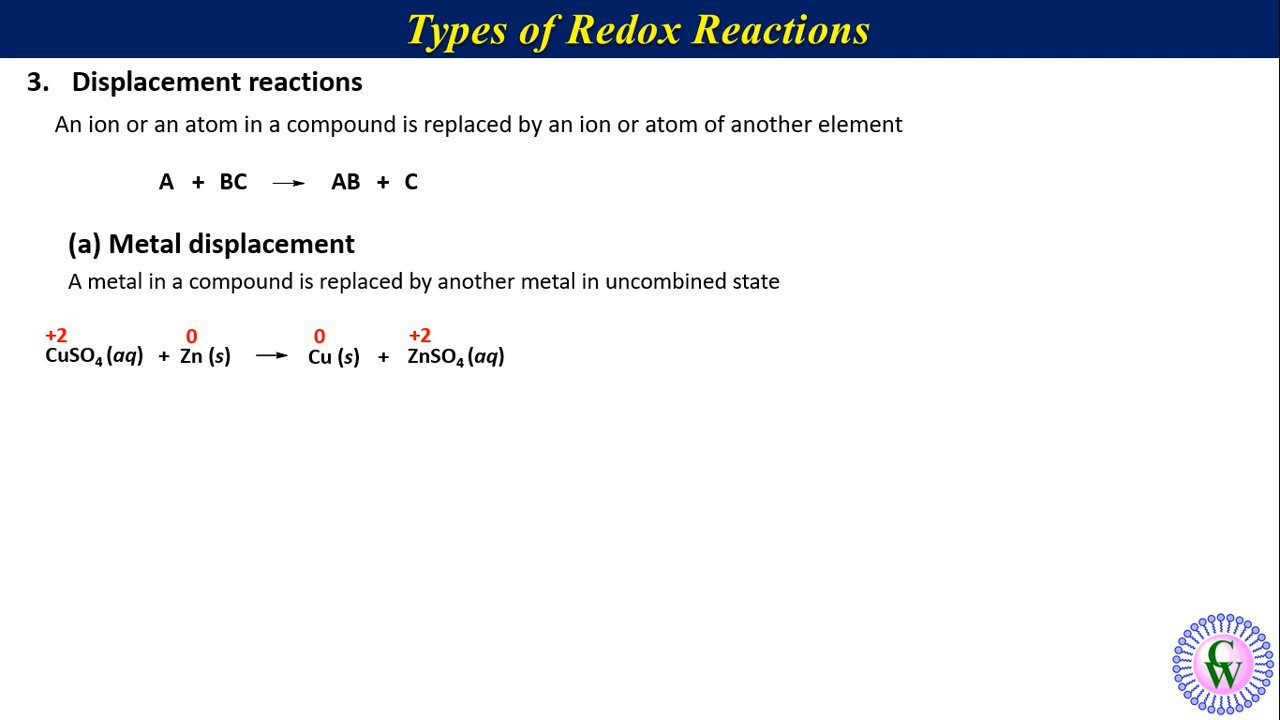 Types of Redox Reactions
3. Displacement reactions
An ion or an atom in a compound is replaced by an ion or atom of another element
A + BC ⟶ AB + C
(a) Metal displacement
A metal in a compound is replaced by another metal in uncombined state
+2 0 0 +2
CuSO₄ (aq) + Zn (s) ⟶ Cu (s) + ZnSO₄ (aq)
C
W